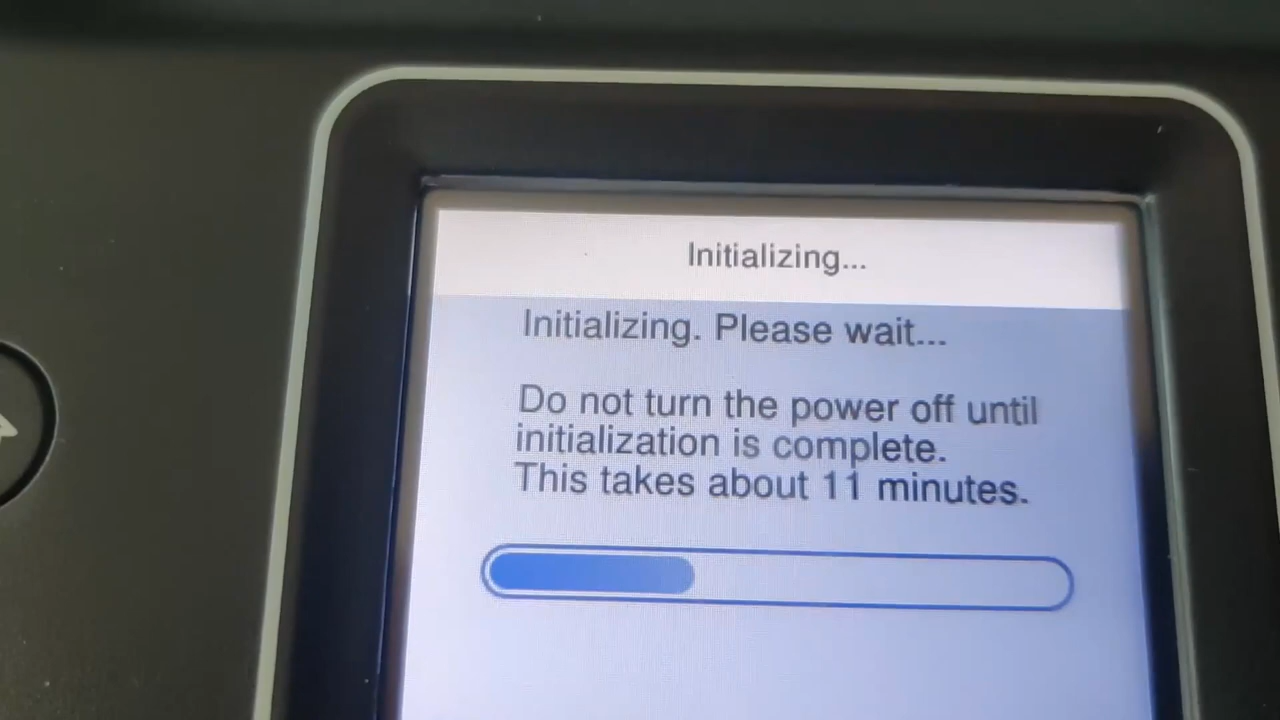 Initializing...
Initializing. Please wait...
Do not turn the power off until
initialization is complete.
This takes about 11 minutes.